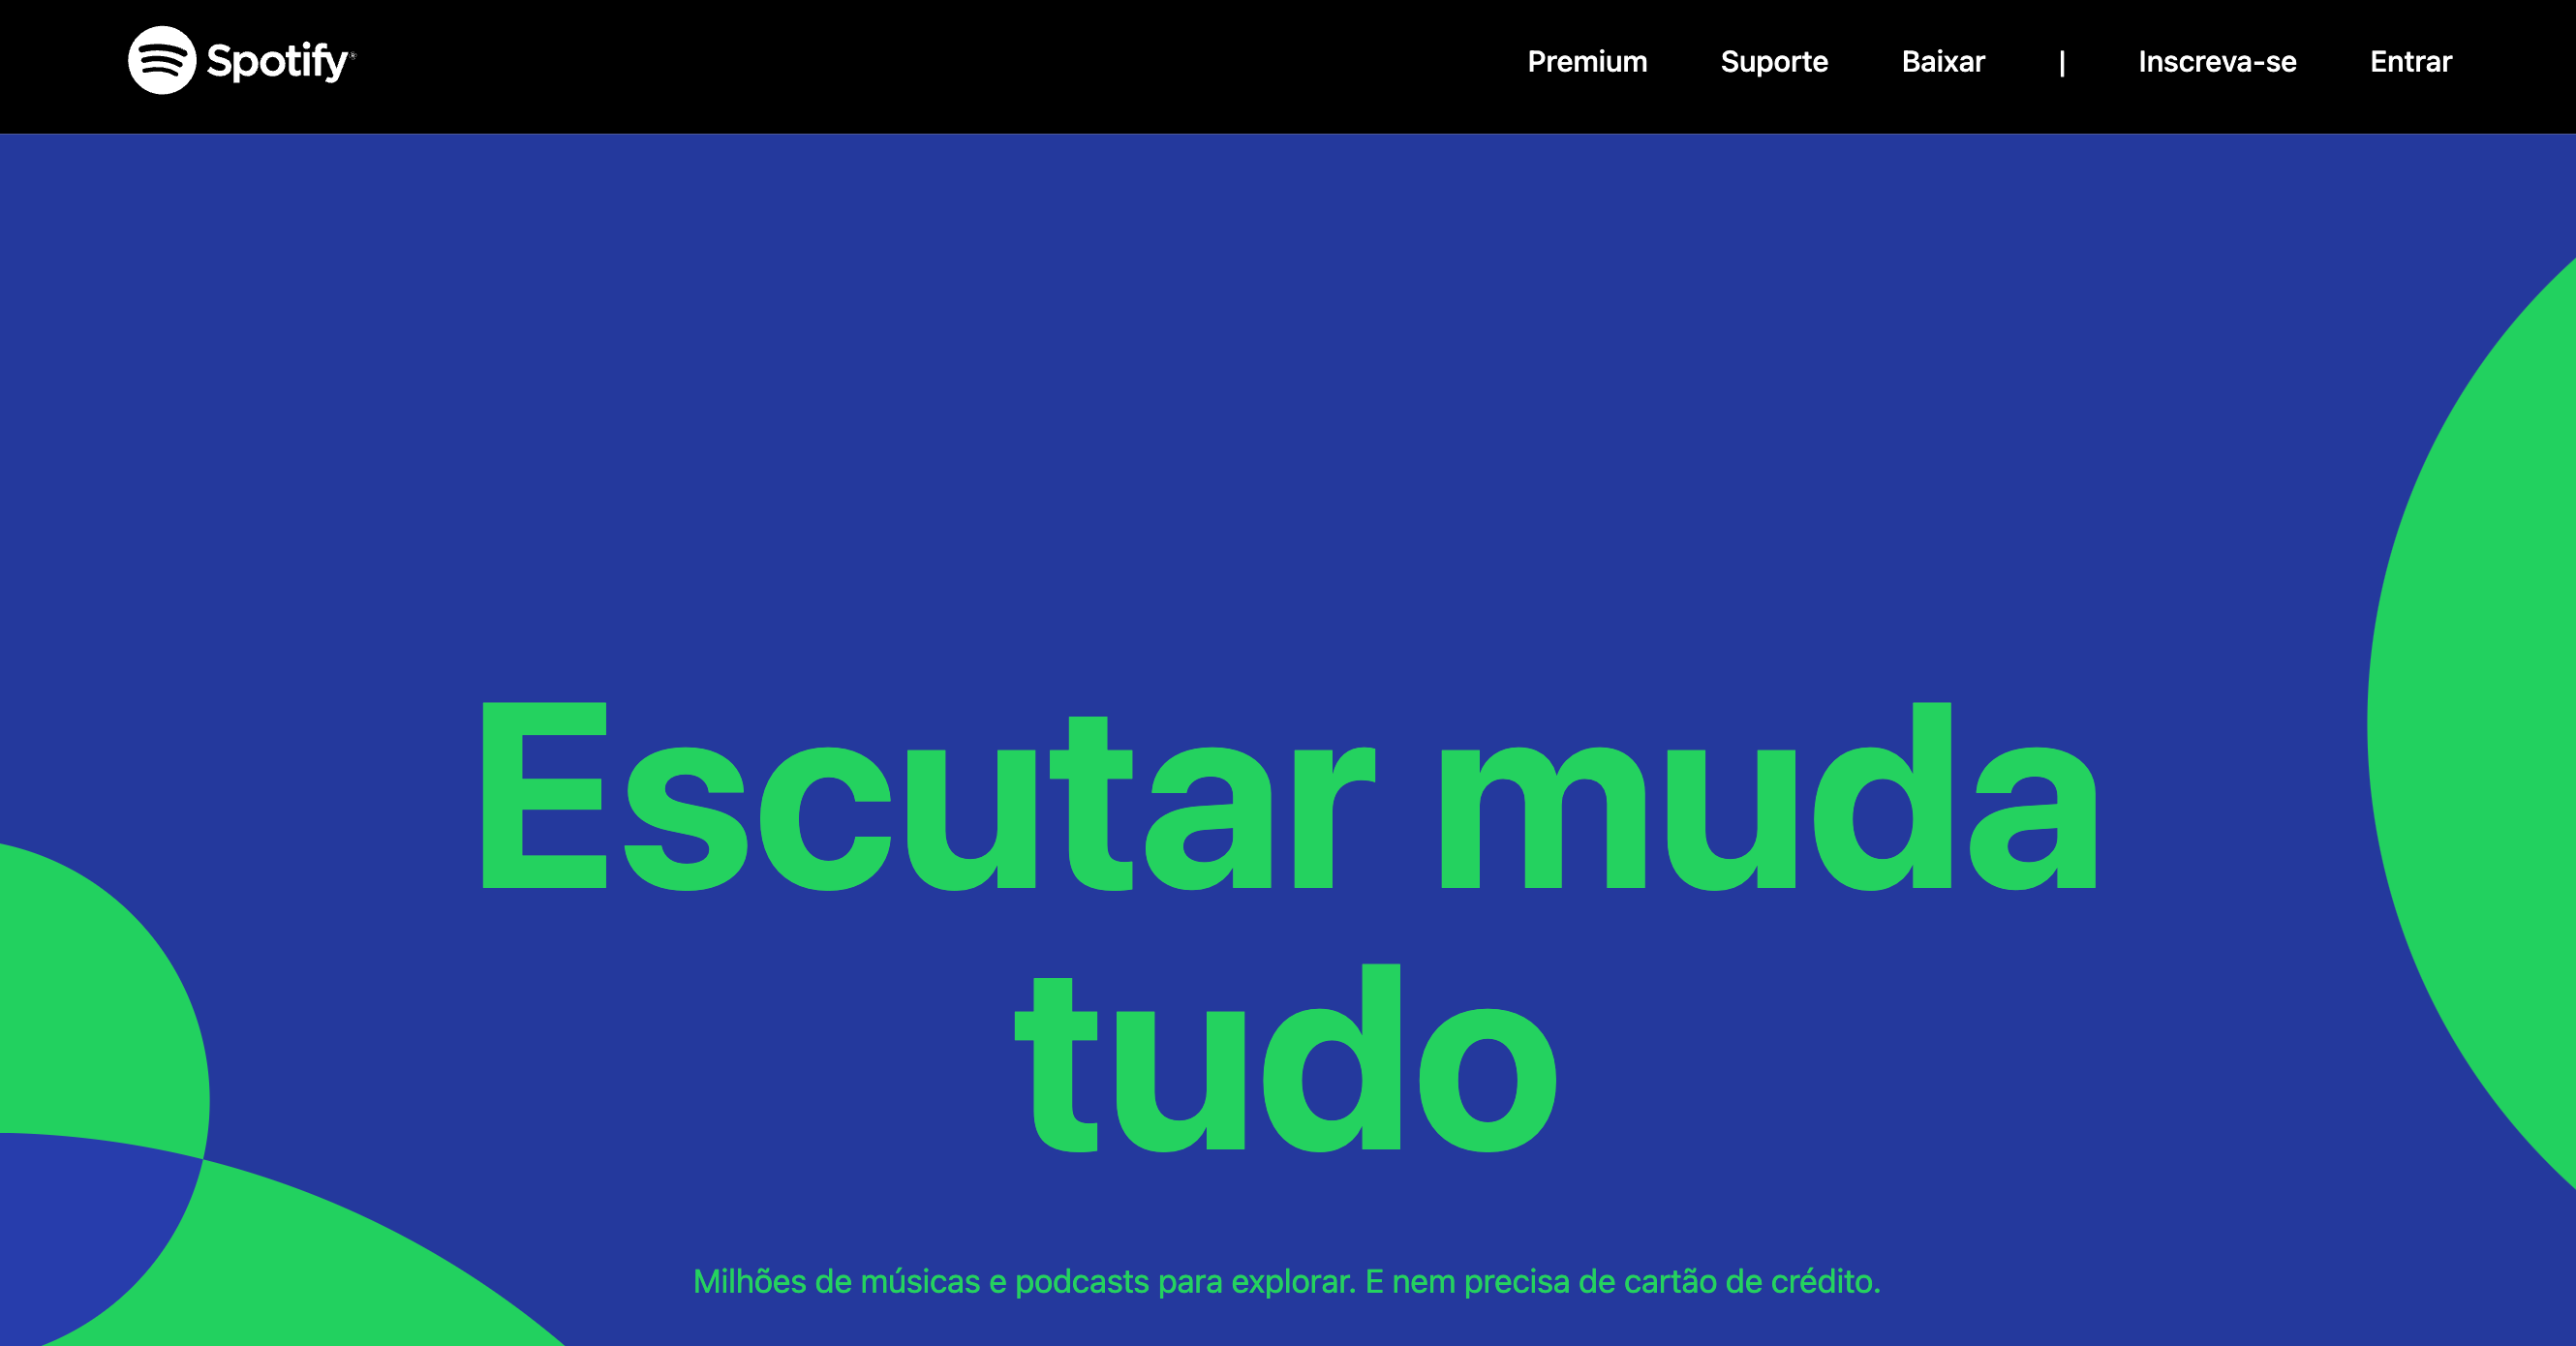 Spotify Premium Suporte Baixar | Inscreva-se Entrar
Escutar muda
tudo
Milhões de músicas e podcasts para explorar. E nem precisa de cartão de crédito.